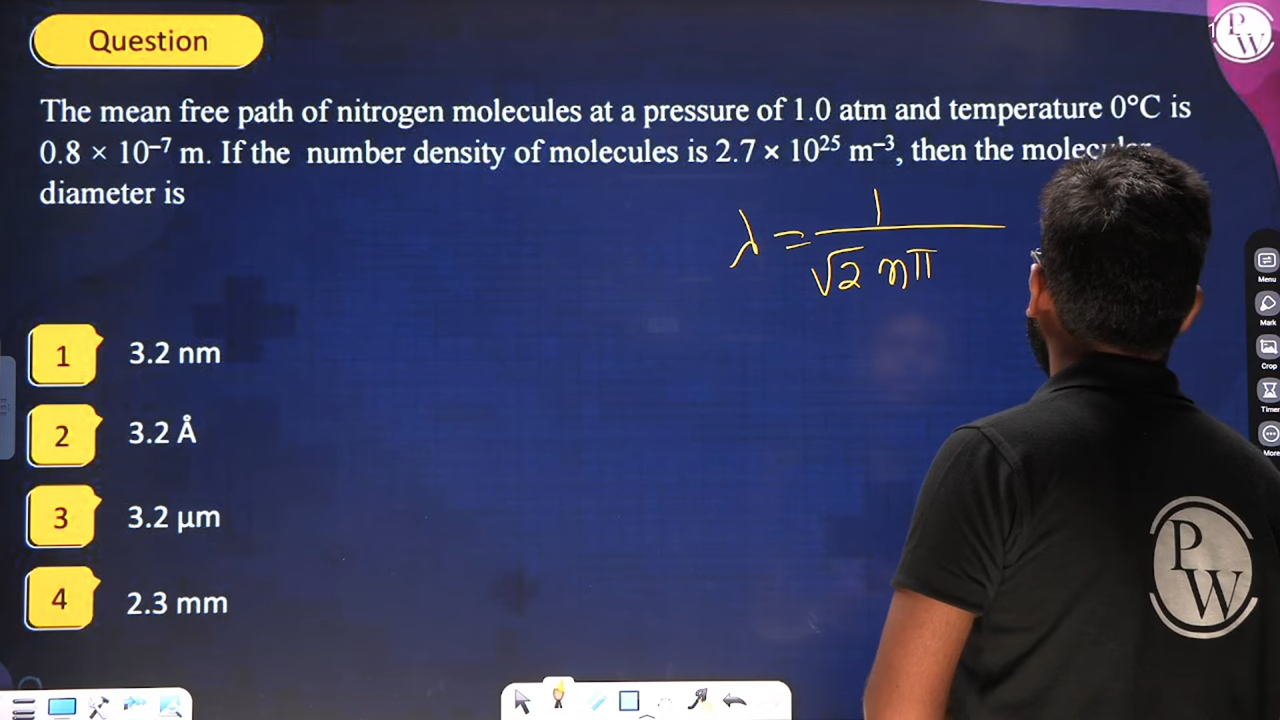 Question
The mean free path of nitrogen molecules at a pressure of 1.0 atm and temperature 0°C is
0.8 × 10⁻⁷ m. If the number density of molecules is 2.7 × 10²⁵ m⁻³, then the molecular
diameter is
λ = 1
√2 nπ
1 3.2 nm
2 3.2 Å
3 3.2 μm
4 2.3 mm
PW
PW
Menu
Mark
Crop
Timer
More